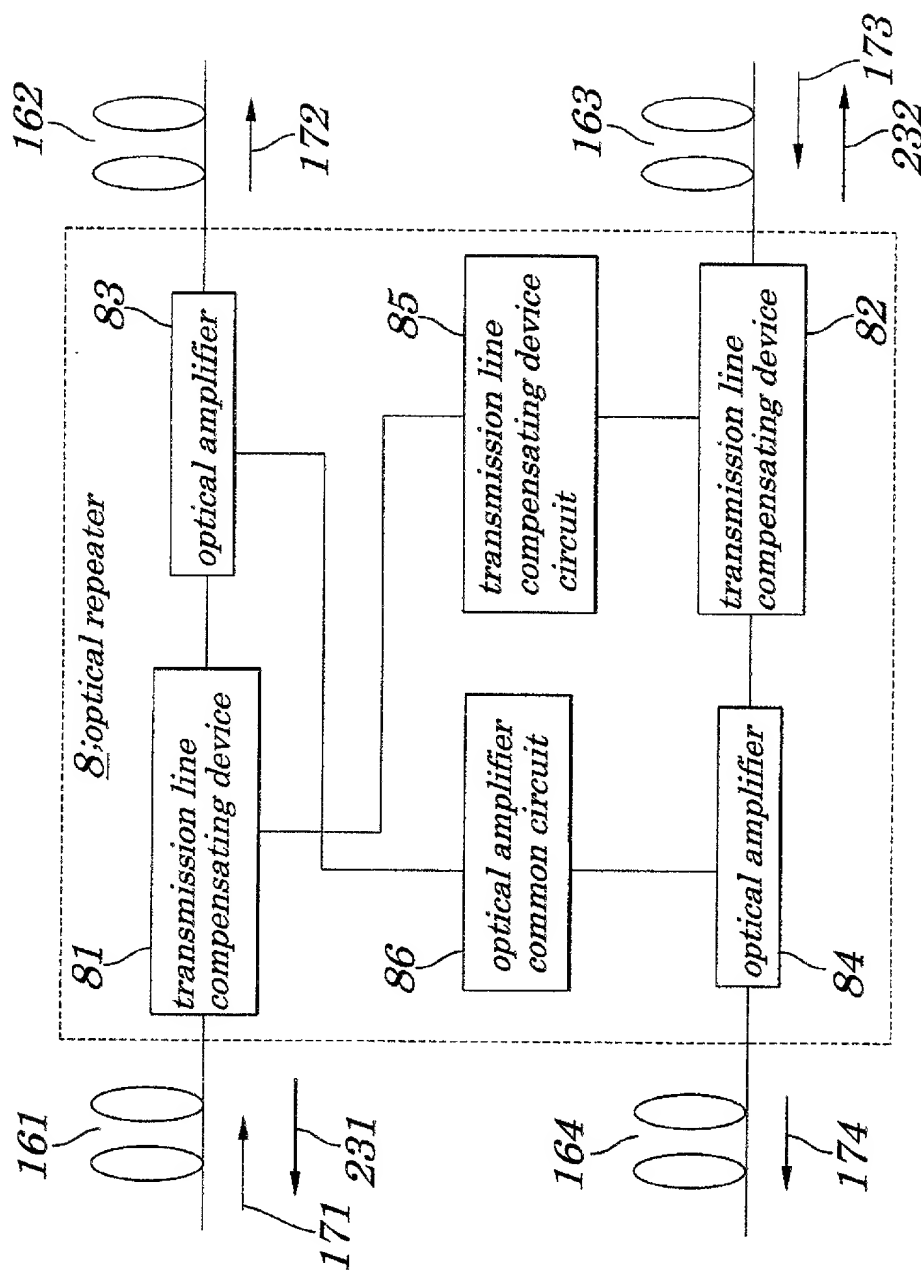 8;optical repeater
161
162
81
83
transmission line
compensating device
optical amplifier
171
231
172
86
85
optical amplifier
common circuit
transmission line
compensating device
circuit
164
163
optical amplifier
transmission line
compensating device
84
82
174
173
232